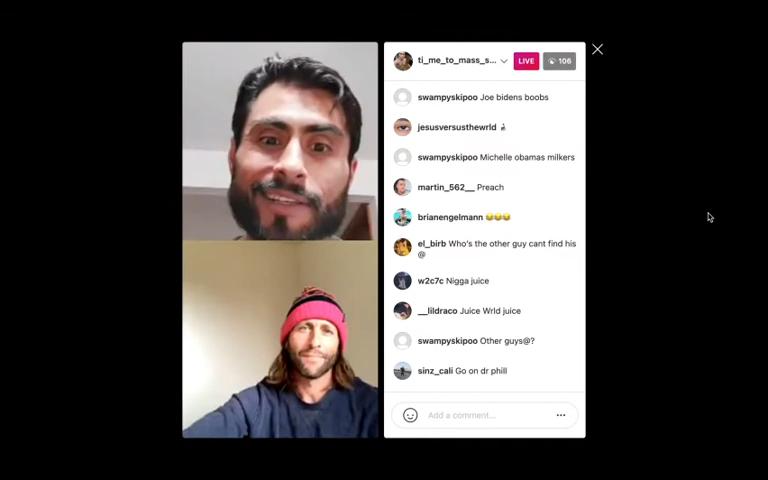 ti_me_to_mass_s... LIVE 106
swampyskipoo Joe bidens boobs
jesusversusthewrld
swampyskipoo Michelle obamas milkers
martin_562__ Preach
brianengelmann 😂😂😂
el_birb Who's the other guy cant find his
@
w2c7c Nigga juice
__lildraco Juice Wrld juice
swampyskipoo Other guys@?
sinz_cali Go on dr phill
Add a comment... •••